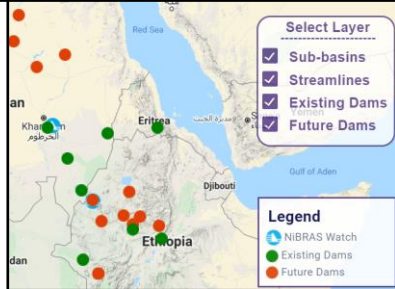 Select Layer
Sub-basins
Streamlines
Existing Dams
Future Dams
Red Sea
Eritrea
الخرطوم
Djibouti
Gulf of Aden
Yemen
Ethiopia
Legend
NiBRAS Watch
Existing Dams
Future Dams